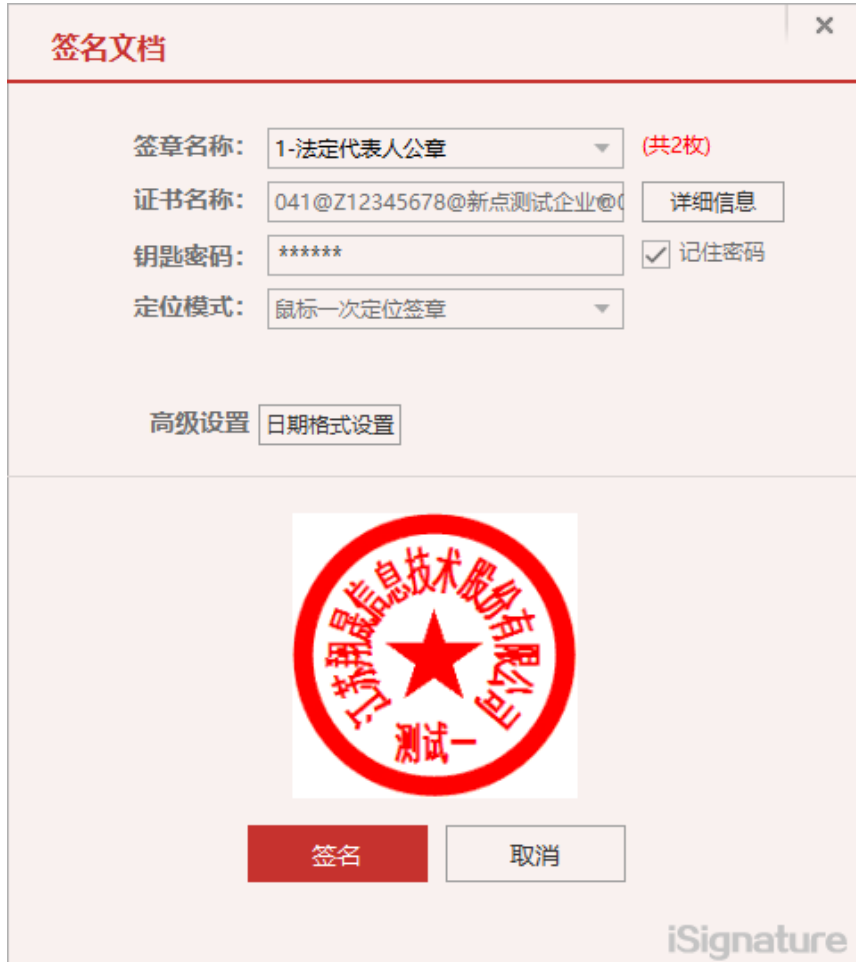 签名文档
签章名称： 1-法定代表人公章 (共2枚)
证书名称： 041@Z12345678@新点测试企业@0 详细信息
钥匙密码： ****** 记住密码
定位模式： 鼠标一次定位签章
高级设置 日期格式设置
江苏翔晟信息技术股份有限公司
测试一
签名 取消
iSignature